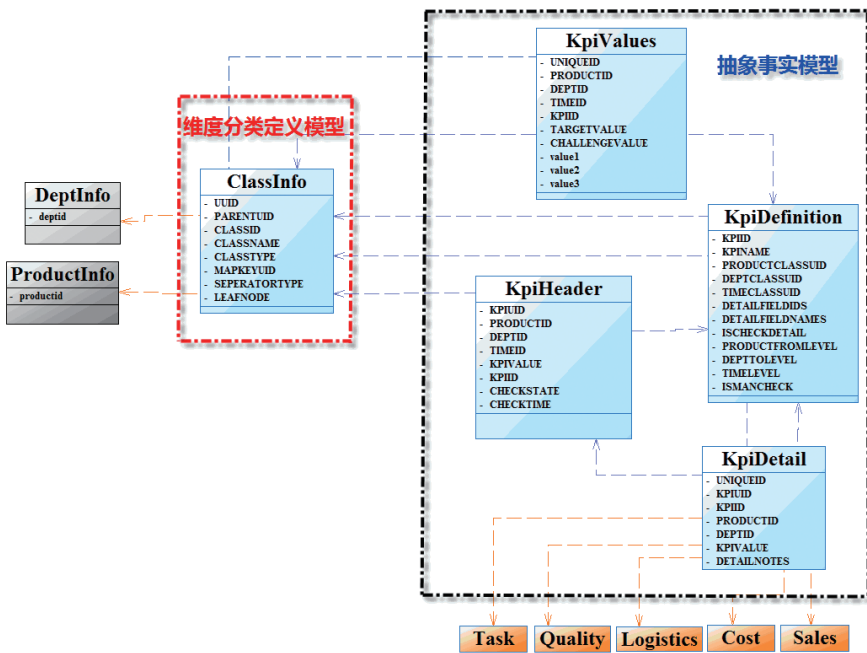 KpiValues
- UNIQUEID
- PRODUCTID
- DEPTID
- TIMEID
- KPIID
- TARGETVALUE
- CHALLENGEVALUE
- value1
- value2
- value3
抽象事实模型
维度分类定义模型
ClassInfo
- UUID
- PARENTUID
- CLASSID
- CLASSNAME
- CLASSTYPE
- MAPKEYUID
- SEPERATORTYPE
- LEAFNODE
DeptInfo
- deptid
ProductInfo
- productid
KpiDefinition
- KPIID
- KPINAME
- PRODUCTCLASSUID
- DEPTCLASSUID
- TIMECLASSUID
- DETAILFIELDIDS
- DETAILFIELDNAMES
- ISCHECKDETAIL
- PRODUCTFROMLEVEL
- DEPTTOLEVEL
- TIMELEVEL
- ISMANCHECK
KpiHeader
- KPIUID
- PRODUCTID
- DEPTID
- TIMEID
- KPIVALUE
- KPIID
- CHECKSTATE
- CHECKTIME
KpiDetail
- UNIQUEID
- KPIUID
- KPIID
- PRODUCTID
- DEPTID
- KPIVALUE
- DETAILNOTES
Task
Quality
Logistics
Cost
Sales